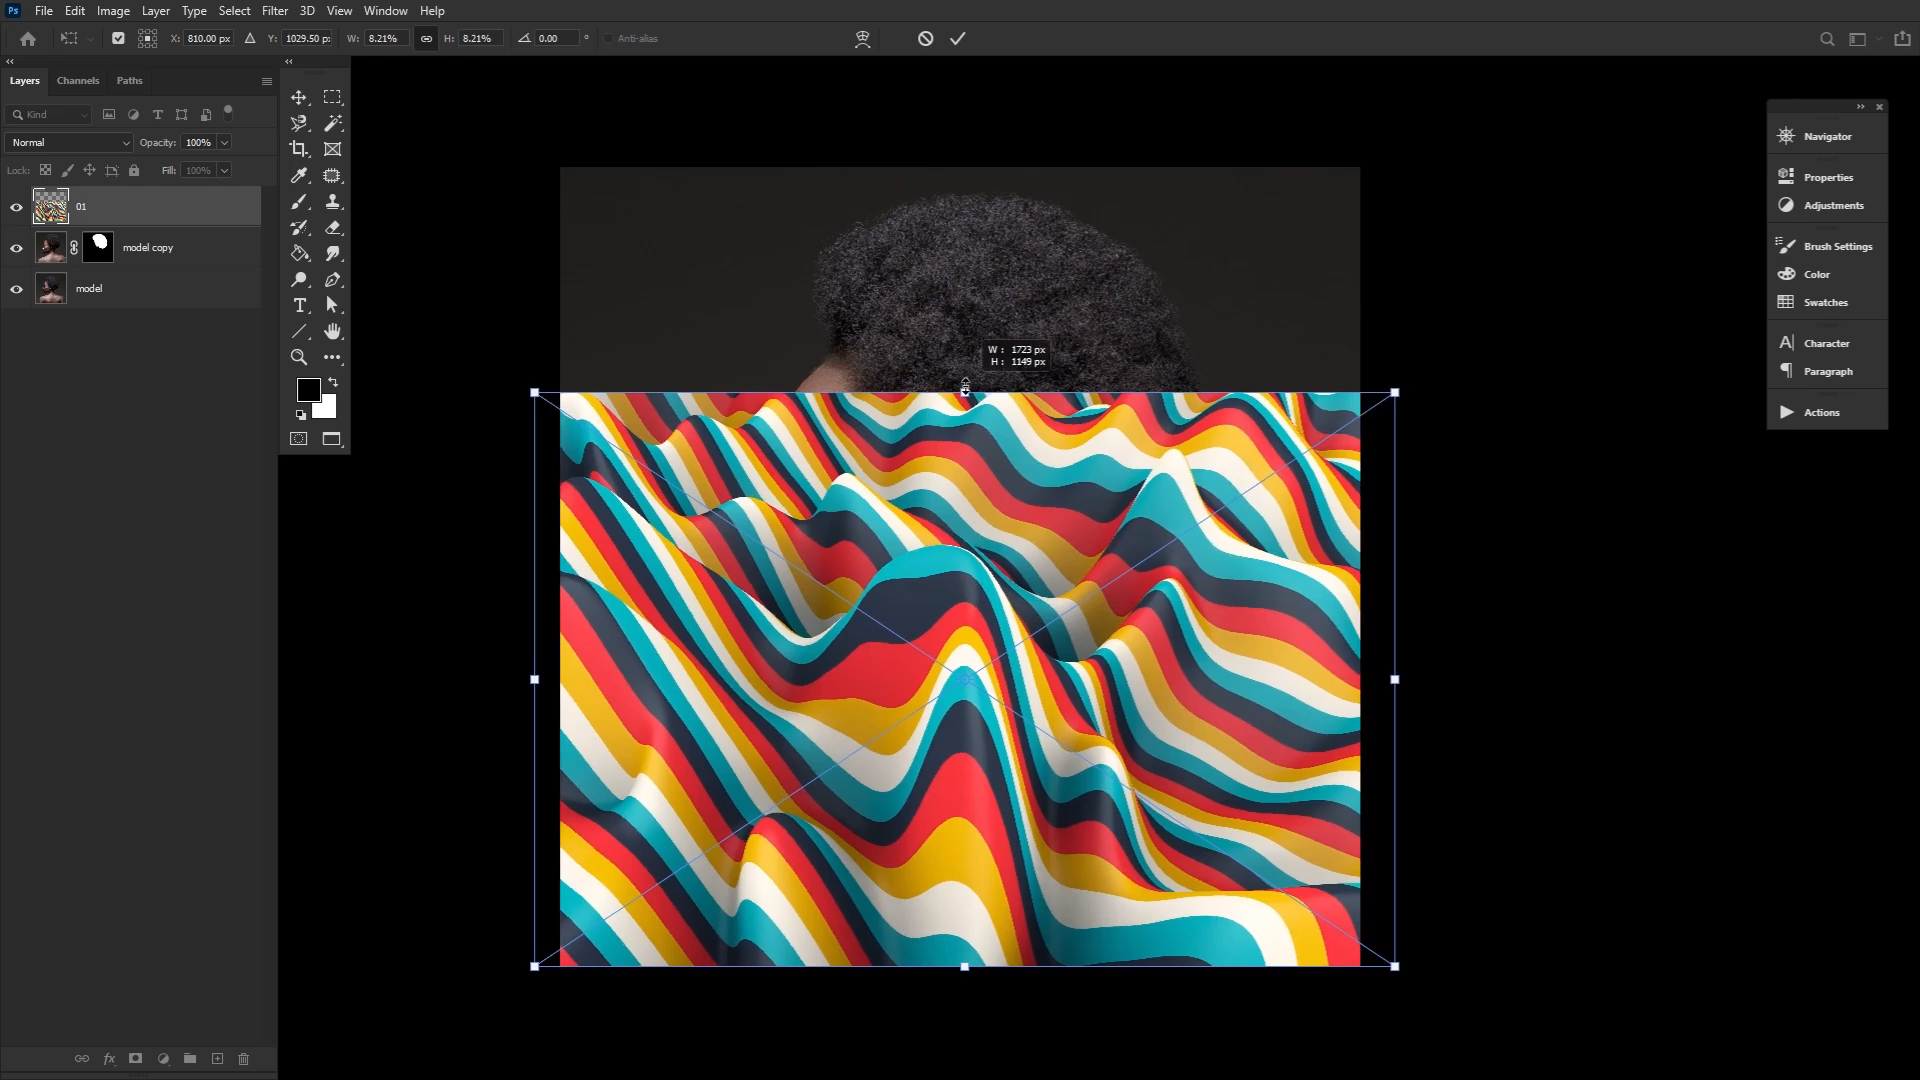 Ps File Edit Image Layer Type Select Filter 3D View Window Help
X: 810.00 px Y: 1029.50 p: W: 8.21% H: 8.21% 0.00 ° Anti-alias
Layers Channels Paths
Kind
Normal Opacity: 100%
Lock: Fill: 100%
01
model copy
model
W : 1723 px
H : 1149 px
Navigator
Properties
Adjustments
Brush Settings
Color
Swatches
Character
Paragraph
Actions